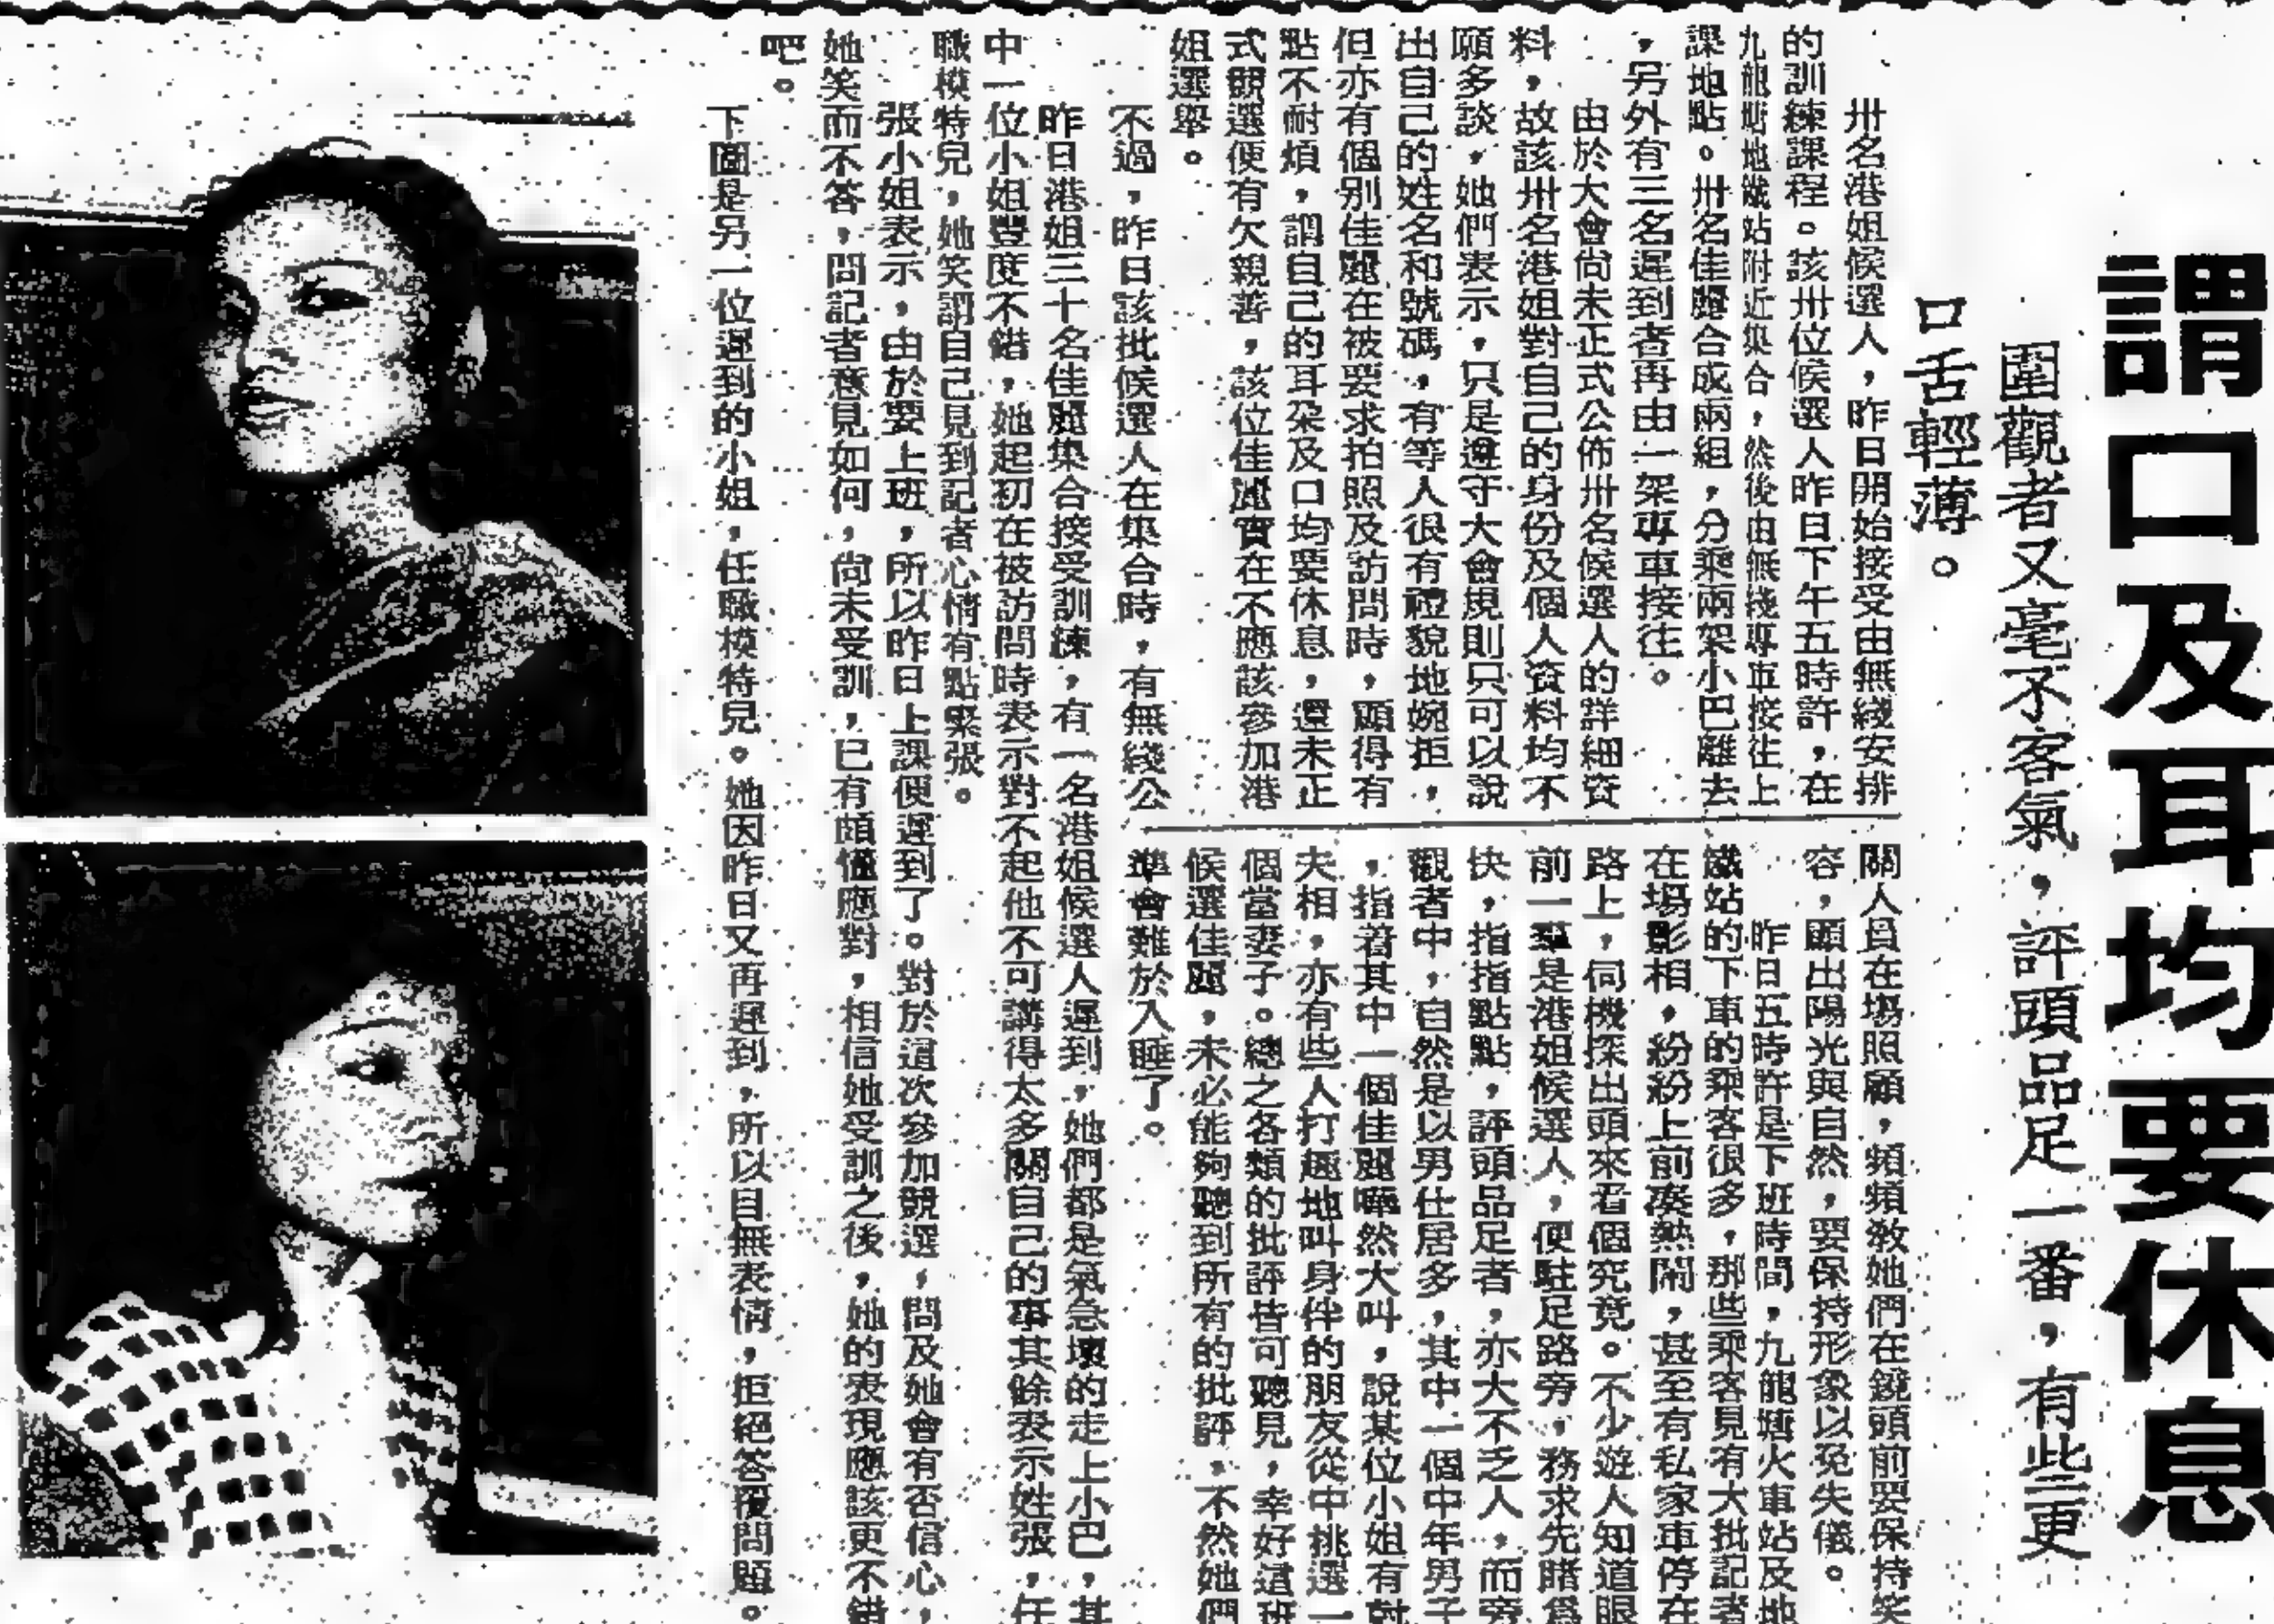 謂口及耳均要休息
圍觀者又毫不客氣，評頭品足一番，有些更
口舌輕薄。
卅名港姐候選人，昨日開始接受由無綫安排
的訓練課程。該卅位候選人昨日下午五時許，在
九龍塘地鐵站附近集合，然後由無綫專車接往上
課地點。卅名佳麗合成兩組，分乘兩架小巴離去
，另外有三名遲到者再由一架專車接往。
由於大會尚未正式公佈卅名候選人的詳細資
料，故該卅名港姐對自己的身份及個人資料均不
願多談，她們表示，只是遵守大會規則只可以說
出自己的姓名和號碼，有等人很有禮貌地婉拒，
但亦有個別佳麗在被要求拍照及訪問時，顯得有
點不耐煩，謂自己的耳朶及口均要休息，還未正
式競選便有欠親善，該位佳麗實在不應該參加港
姐選舉。
不過，昨日該批候選人在集合時，有無綫公
關人員在塲照顧，頻頻敎她們在鏡頭前要保持笑
容，顯出陽光與自然，要保持形象以免失儀。
昨日五時許是下班時間，九龍塘火車站及地
鐵站的下車的乘客很多，那些乘客見有大批記者
在塲影相，紛紛上前凑熱鬧，甚至有私家車停在
路上，伺機探出頭來看個究竟。不少遊人知道眼
前一羣是港姐候選人，便駐足路旁，務求先睹爲
快，指指點點，評頭品足者，亦大不乏人，而旁
觀者中，自然是以男仕居多，其中一個中年男子
，指着其中一個佳麗嘩然大叫，說某位小姐有尅
夫相，亦有些人打趣地叫身伴的朋友從中挑選一
個當妻子。總之各類的批評皆可聽見，幸好這班
候選佳麗，未必能夠聽到所有的批評，不然她們
準會難於入睡了。
昨日港姐三十名佳麗集合接受訓練，有一名港姐候選人遲到，她們都是氣急壞的走上小巴，其
中一位小姐豐度不錯，她起初在被訪問時表示對不起他不可講得太多關自己的事其餘表示姓張，任
職模特兒，她笑謂自己見到記者心情有點緊張。
張小姐表示，由於要上班，所以昨日上課便遲到了。對於這次參加競選，問及她會有否信心，
她笑而不答，問記者意見如何，尙未受訓，已有頗懂應對，相信她受訓之後，她的表現應該更不錯
吧。
下圖是另一位遲到的小姐，任職模特兒。她因昨日又再遲到，所以目無表情，拒絕答覆問題。